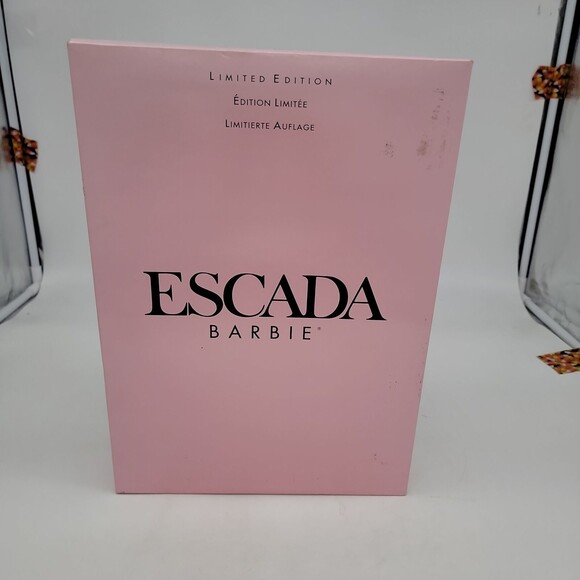 LIMITED EDITION
ÉDITION LIMITÉE
LIMITIERTE AUFLAGE
ESCADA
BARBIE®